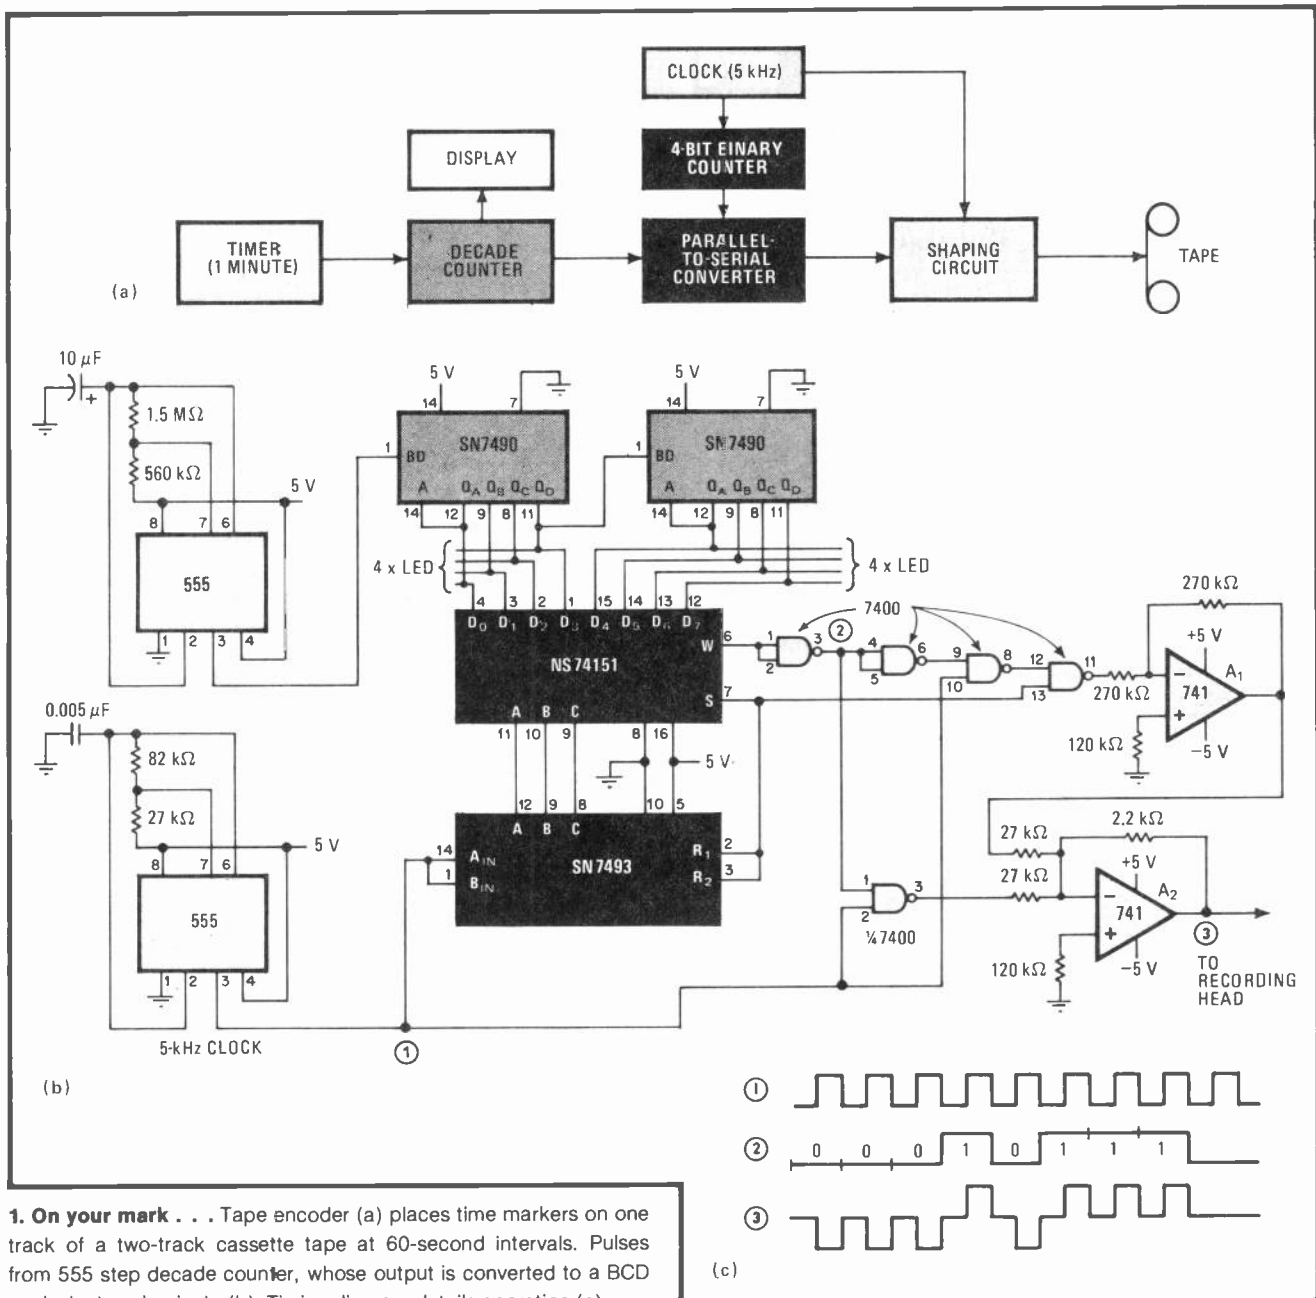 CLOCK (5 kHz)
4-BIT EINARY
COUNTER
DISPLAY
TIMER
(1 MINUTE)
DECADE
COUNTER
PARALLEL-
TO-SERIAL
CONVERTER
SHAPING
CIRCUIT
TAPE
(a)
10 µF
+
1.5 MΩ
560 kΩ
5 V
8 7 6
555
1 2 3 4
5 V
14 7
1 BD SN7490
A QA QB QC QD
14 12 9 8 11
5 V
14 7
1 BD SN7490
A QA QB QC QD
14 12 9 8 11
4 x LED
4 x LED
4 3 2 1 15 14 13 12
D0 D1 D2 D3 D4 D5 D6 D7
NS74151
W 6
S 7
A B C
11 10 9 8 16
5 V
12 9 8 10 5
A B C
14 AIN
1 BIN
SN7493
R1 2
R2 3
7400
1 2 3
②
4 5 6
9 10 8
12 13 11
270 kΩ
270 kΩ
+5 V
A1
741
− +
−5 V
120 kΩ
0.005 µF
82 kΩ
27 kΩ
5 V
8 7 6
555
1 2 3 4
5-kHz CLOCK
①
1 2 3
¼ 7400
27 kΩ
27 kΩ
2.2 kΩ
+5 V
A2
741
− +
−5 V
120 kΩ
③
TO
RECORDING
HEAD
(b)
①
② 0 0 0 1 0 1 1 1
③
(c)
1. On your mark . . . Tape encoder (a) places time markers on one
track of a two-track cassette tape at 60-second intervals. Pulses
from 555 step decade counter, whose output is converted to a BCD